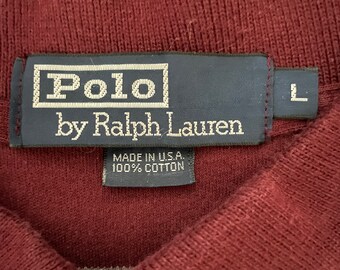 Polo
by Ralph Lauren
L
MADE IN U.S.A.
100% COTTON